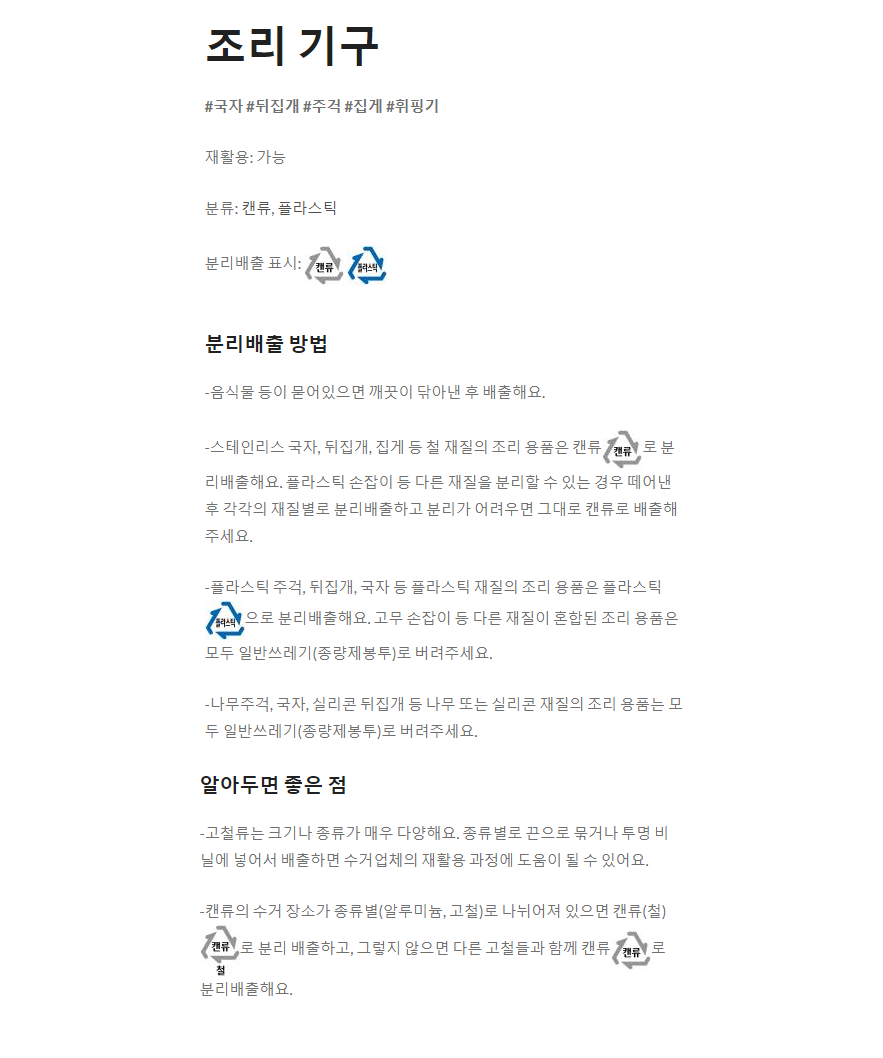 조리 기구
#국자 #뒤집개 #주걱 #집게 #휘핑기
재활용: 가능
분류: 캔류, 플라스틱
분리배출 표시: 캔류 플라스틱
분리배출 방법
-음식물 등이 묻어있으면 깨끗이 닦아낸 후 배출해요.
-스테인리스 국자, 뒤집개, 집게 등 철 재질의 조리 용품은 캔류 캔류 로 분
리배출해요. 플라스틱 손잡이 등 다른 재질을 분리할 수 있는 경우 떼어낸
후 각각의 재질별로 분리배출하고 분리가 어려우면 그대로 캔류로 배출해
주세요.
-플라스틱 주걱, 뒤집개, 국자 등 플라스틱 재질의 조리 용품은 플라스틱
플라스틱 으로 분리배출해요. 고무 손잡이 등 다른 재질이 혼합된 조리 용품은
모두 일반쓰레기(종량제봉투)로 버려주세요.
-나무주걱, 국자, 실리콘 뒤집개 등 나무 또는 실리콘 재질의 조리 용품는 모
두 일반쓰레기(종량제봉투)로 버려주세요.
알아두면 좋은 점
-고철류는 크기나 종류가 매우 다양해요. 종류별로 끈으로 묶거나 투명 비
닐에 넣어서 배출하면 수거업체의 재활용 과정에 도움이 될 수 있어요.
-캔류의 수거 장소가 종류별(알루미늄, 고철)로 나뉘어져 있으면 캔류(철)
캔류 철 로 분리 배출하고, 그렇지 않으면 다른 고철들과 함께 캔류 캔류 로
분리배출해요.